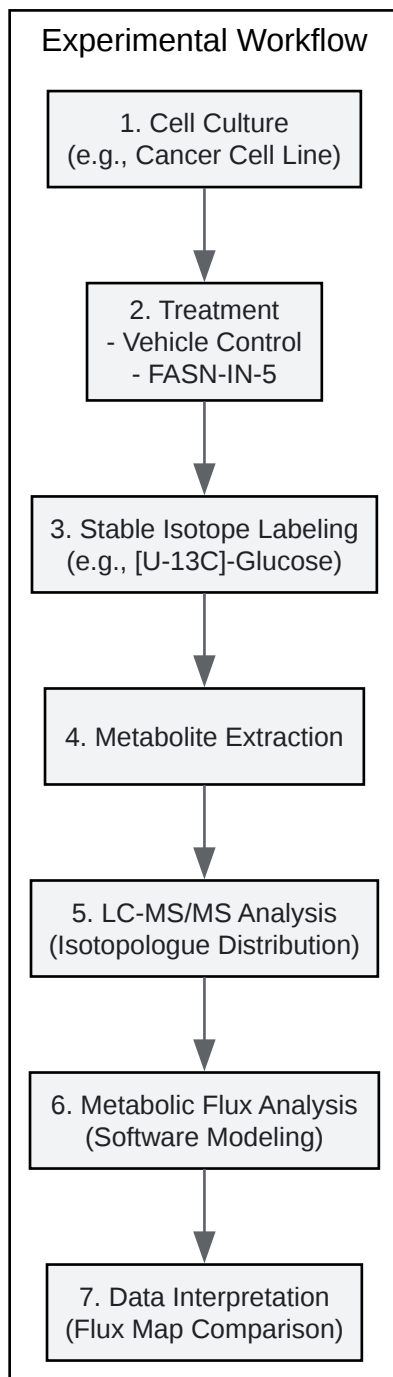 Experimental Workflow
1. Cell Culture
(e.g., Cancer Cell Line)
2. Treatment
- Vehicle Control
- FASN-IN-5
3. Stable Isotope Labeling
(e.g., [U-13C]-Glucose)
4. Metabolite Extraction
5. LC-MS/MS Analysis
(Isotopologue Distribution)
6. Metabolic Flux Analysis
(Software Modeling)
7. Data Interpretation
(Flux Map Comparison)